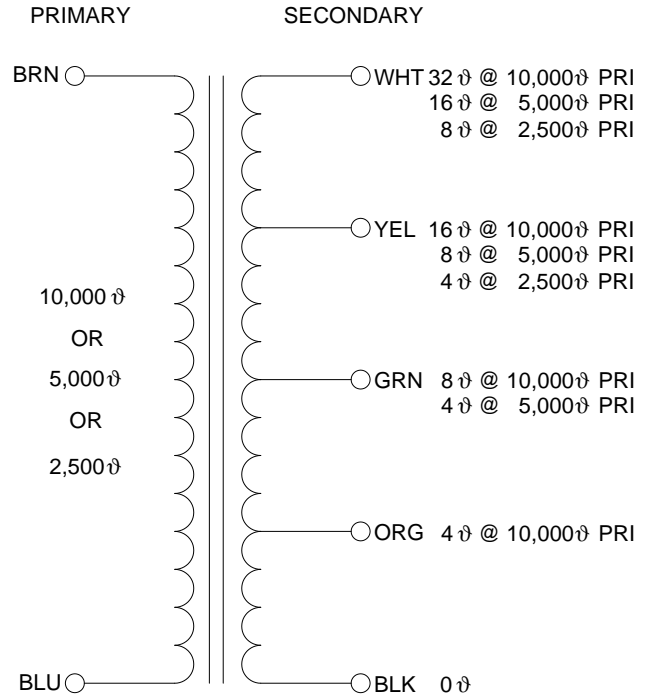 PRIMARY SECONDARY
BRN WHT 32 ϑ @ 10,000ϑ PRI
16 ϑ @ 5,000ϑ PRI
8 ϑ @ 2,500ϑ PRI
YEL 16 ϑ @ 10,000ϑ PRI
8 ϑ @ 5,000ϑ PRI
4 ϑ @ 2,500ϑ PRI
10,000 ϑ
OR
5,000ϑ
OR
2,500ϑ
GRN 8 ϑ @ 10,000ϑ PRI
4 ϑ @ 5,000ϑ PRI
ORG 4 ϑ @ 10,000ϑ PRI
BLU BLK 0 ϑ